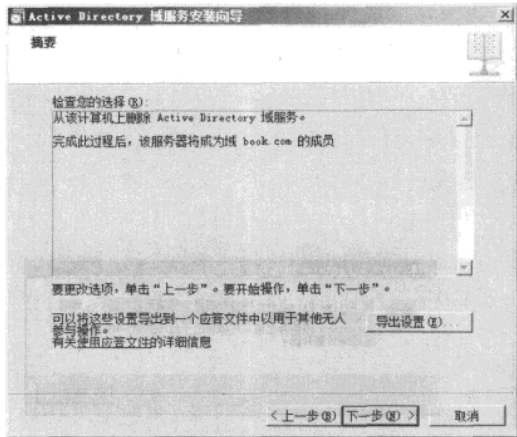 Active Directory 域服务安装向导
摘要
检查您的选择(R):
从该计算机上删除 Active Directory 域服务。
完成此过程后，该服务器将成为域 book.com 的成员
要更改选项，单击“上一步”。要开始操作，单击“下一步”。
可以将这些设置导出到一个应答文件中以用于其他无人
参与操作。
导出设置(E)...
有关使用应答文件的详细信息
< 上一步(B)
下一步(N) >
取消